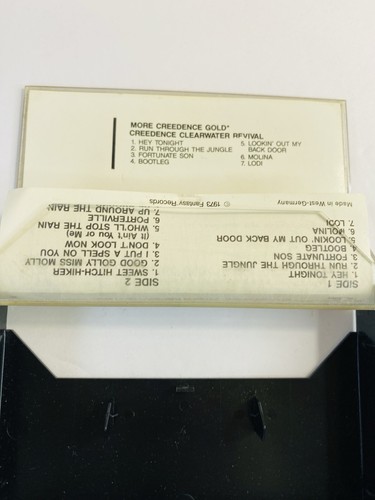 MORE CREEDENCE GOLD*
CREEDENCE CLEARWATER REVIVAL
1. HEY TONIGHT
2. RUN THROUGH THE JUNGLE
3. FORTUNATE SON
4. BOOTLEG
5. LOOKIN' OUT MY
BACK DOOR
6. MOLINA
7. LODI
SIDE 1
1. HEY TONIGHT
2. RUN THROUGH THE JUNGLE
3. FORTUNATE SON
4. BOOTLEG
5. LOOKIN' OUT MY BACK DOOR
6. MOLINA
7. LODI
SIDE 2
1. SWEET HITCH-HIKER
2. GOOD GOLLY MISS MOLLY
3. I PUT A SPELL ON YOU
4. DON'T LOOK NOW
(It Ain't You or Me)
5. WHO'LL STOP THE RAIN
6. PORTEVILLE
7. UP AROUND THE RAIN
Made in West-Germany
© 1973 Fantasy Records